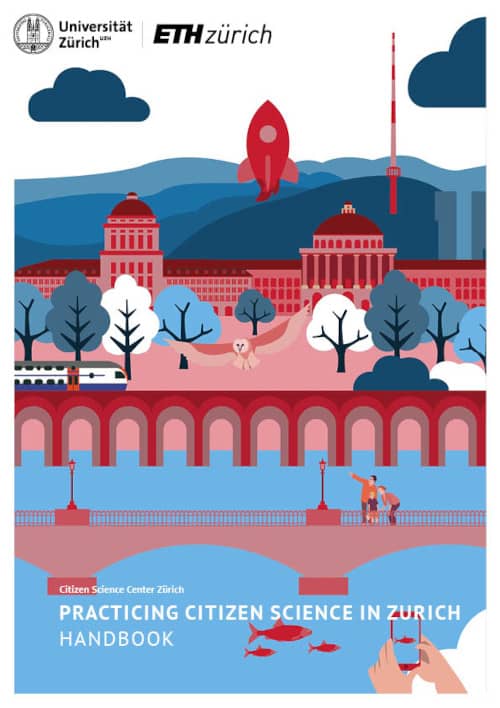 Universität
Zürich UZH
ETH zürich
Citizen Science Center Zürich
PRACTICING CITIZEN SCIENCE IN ZURICH
HANDBOOK